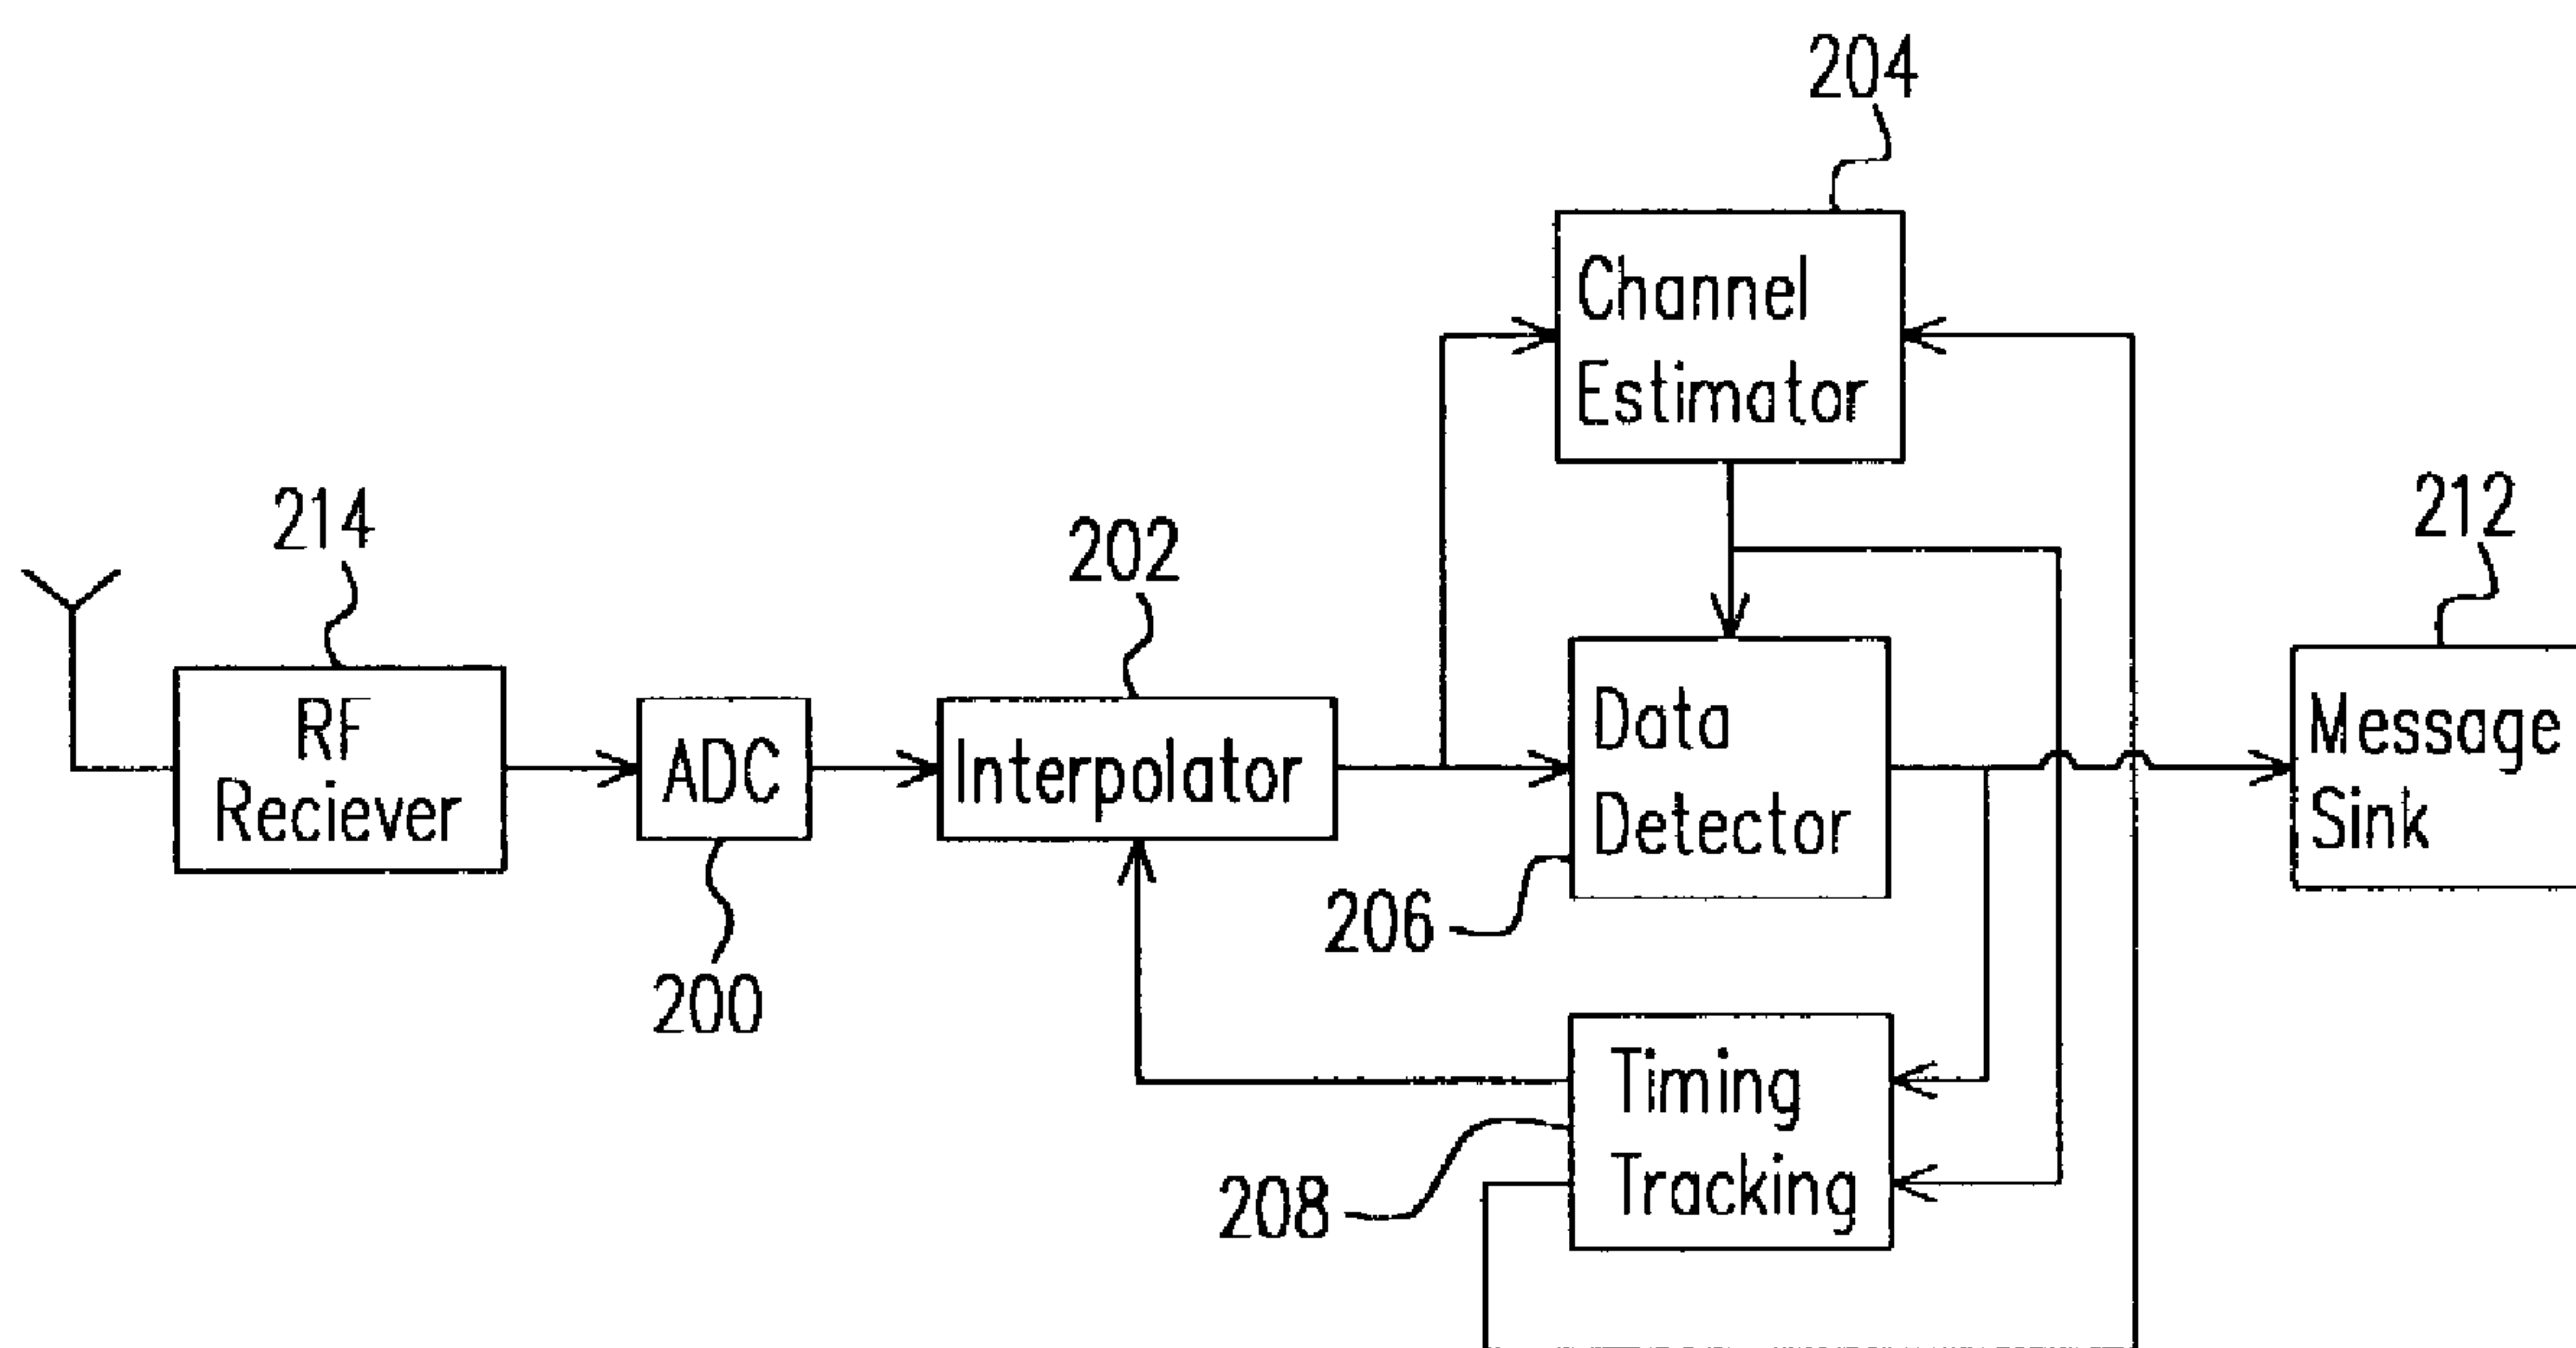 204
Channel
Estimator
214
202
212
RF
Reciever
ADC
Interpolator
Data
Detector
Message
Sink
206
200
Timing
Tracking
208